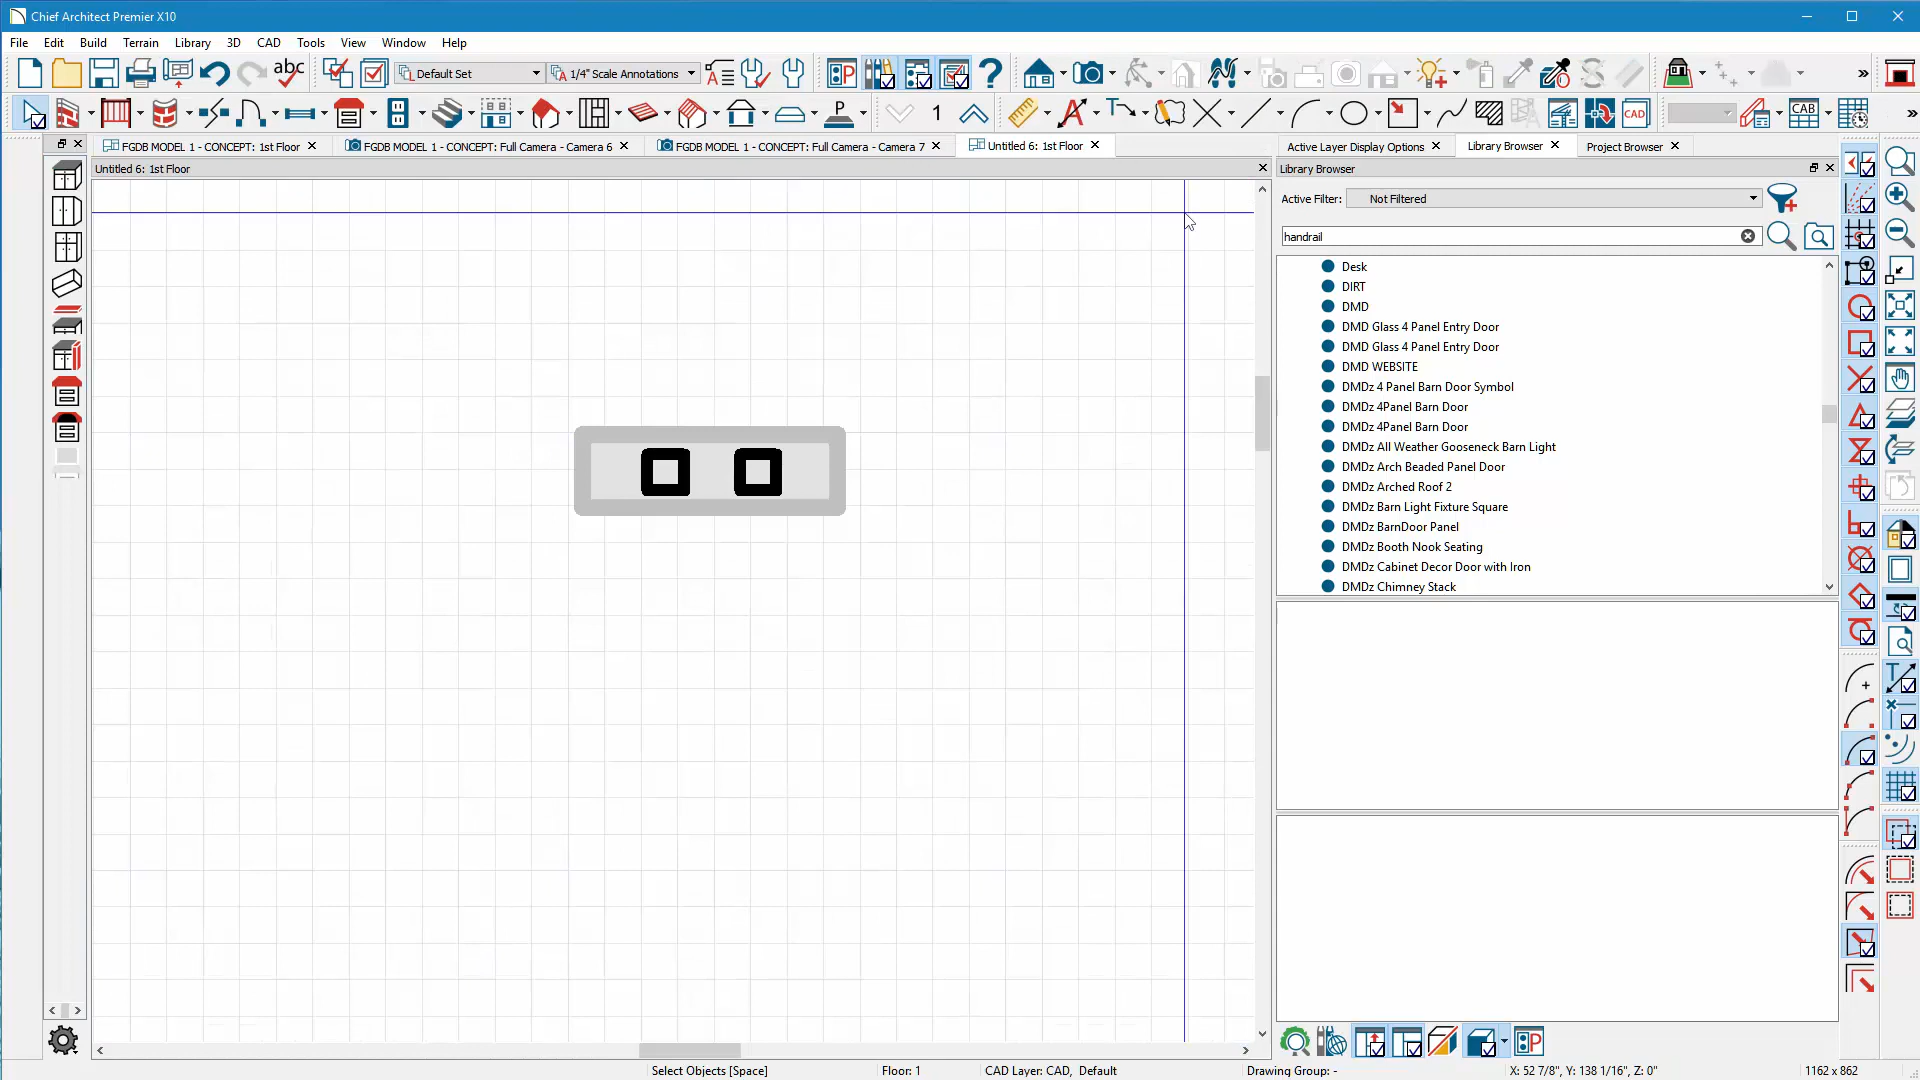 Chief Architect Premier X10
File Edit Build Terrain Library 3D CAD Tools View Window Help
abc Default Set 1/4" Scale Annotations
P 1 CAD CAB
FGDB MODEL 1 - CONCEPT: 1st Floor FGDB MODEL 1 - CONCEPT: Full Camera - Camera 6 FGDB MODEL 1 - CONCEPT: Full Camera - Camera 7 Untitled 6: 1st Floor Active Layer Display Options Library Browser Project Browser
Untitled 6: 1st Floor Library Browser
Active Filter: Not Filtered
handrail
Desk
DIRT
DMD
DMD Glass 4 Panel Entry Door
DMD Glass 4 Panel Entry Door
DMD WEBSITE
DMDz 4 Panel Barn Door Symbol
DMDz 4Panel Barn Door
DMDz 4Panel Barn Door
DMDz All Weather Gooseneck Barn Light
DMDz Arch Beaded Panel Door
DMDz Arched Roof 2
DMDz Barn Light Fixture Square
DMDz BarnDoor Panel
DMDz Booth Nook Seating
DMDz Cabinet Decor Door with Iron
DMDz Chimney Stack
Select Objects [Space] Floor: 1 CAD Layer: CAD, Default Drawing Group: - X: 52 7/8", Y: 138 1/16", Z: 0" 1162 x 862